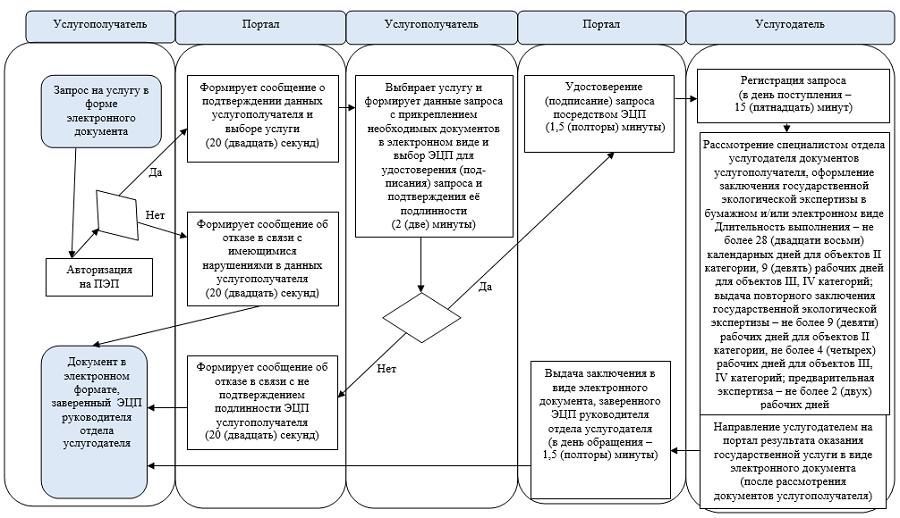 Услугополучатель
Портал
Услугополучатель
Портал
Услугодатель
Запрос на услугу в
форме
электронного
документа
Да
Нет
Авторизация
на ПЭП
Документ в
электронном
формате,
заверенный ЭЦП
руководителя
отдела
услугодателя
Формирует сообщение о
подтверждении данных
услугополучателя и
выборе услуги
(20 (двадцать) секунд
Формирует сообщение об
отказе в связи с
имеющимися
нарушениями в данных
услугополучателя
(20 (двадцать) секунд)
Формирует сообщение об
отказе в связи с не
подтверждением
подлинности ЭЦП
услугополучателя
(20 (двадцать) секунд)
Выбирает услугу и
формирует данные запроса
с прикреплением
необходимых документов
в электронном виде и
выбор ЭЦП для
удостоверения (под-
писания) запроса и
подтверждения её
подлинности
(2 (две) минуты)
Да
Нет
Удостоверение
(подписание) запроса
посредством ЭЦП
(1,5 (полторы) минуты)
Выдача заключения в
виде электронного
документа, заверенного
ЭЦП руководителя
отдела услугодателя
(в день обращения –
1,5 (полторы) минуты)
Регистрация запроса
(в день поступления –
15 (пятнадцать) минут)
Рассмотрение специалистом отдела
услугодателя документов
услугополучателя, оформление
заключения государственной
экологической экспертизы в
бумажном и/или электронном виде
Длительность выполнения – не
более 28 (двадцати восьми)
календарных дней для объектов II
категории, 9 (девять) рабочих дней
для объектов III, IV категорий;
выдача повторного заключения
государственной экологической
экспертизы – не более 9 (девяти)
рабочих дней для объектов II
категории, не более 4 (четырех)
рабочих дней для объектов III,
IV категорий; предварительная
экспертиза – не более 2 (двух)
рабочих дней
Направление услугодателем на
портал результата оказания
государственной услуги в виде
электронного документа
(после рассмотрения
документов услугополучателя)